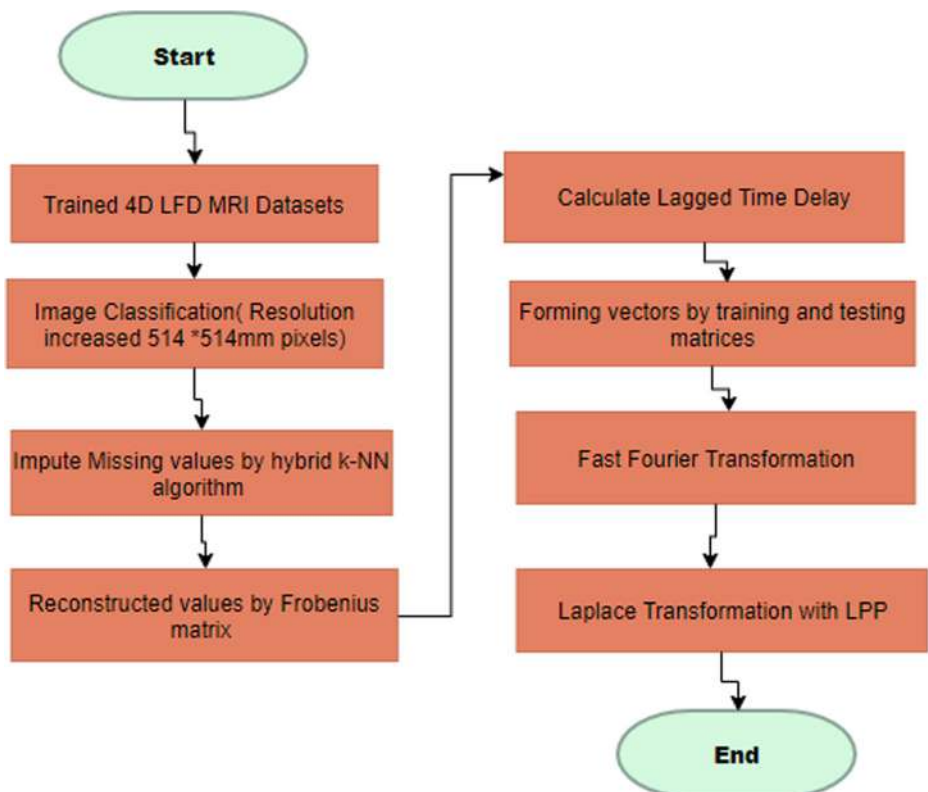 Start
Trained 4D LFD MRI Datasets
Image Classification( Resolution
increased 514 *514mm pixels)
Impute Missing values by hybrid k-NN
algorithm
Reconstructed values by Frobenius
matrix
Calculate Lagged Time Delay
Forming vectors by training and testing
matrices
Fast Fourier Transformation
Laplace Transformation with LPP
End